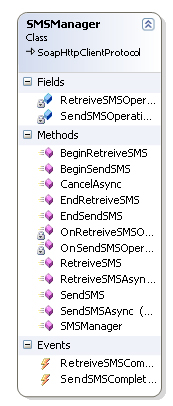 SMSManager
Class
SoapHttpClientProtocol
Fields
RetreiveSMSOper...
SendSMSOperati...
Methods
BeginRetreiveSMS
BeginSendSMS
CancelAsync
EndRetreiveSMS
EndSendSMS
OnRetreiveSMSO...
OnSendSMSOper...
RetreiveSMS
RetreiveSMSAsyn...
SendSMS
SendSMSAsync (...
SMSManager
Events
RetreiveSMSCom...
SendSMSComplet...